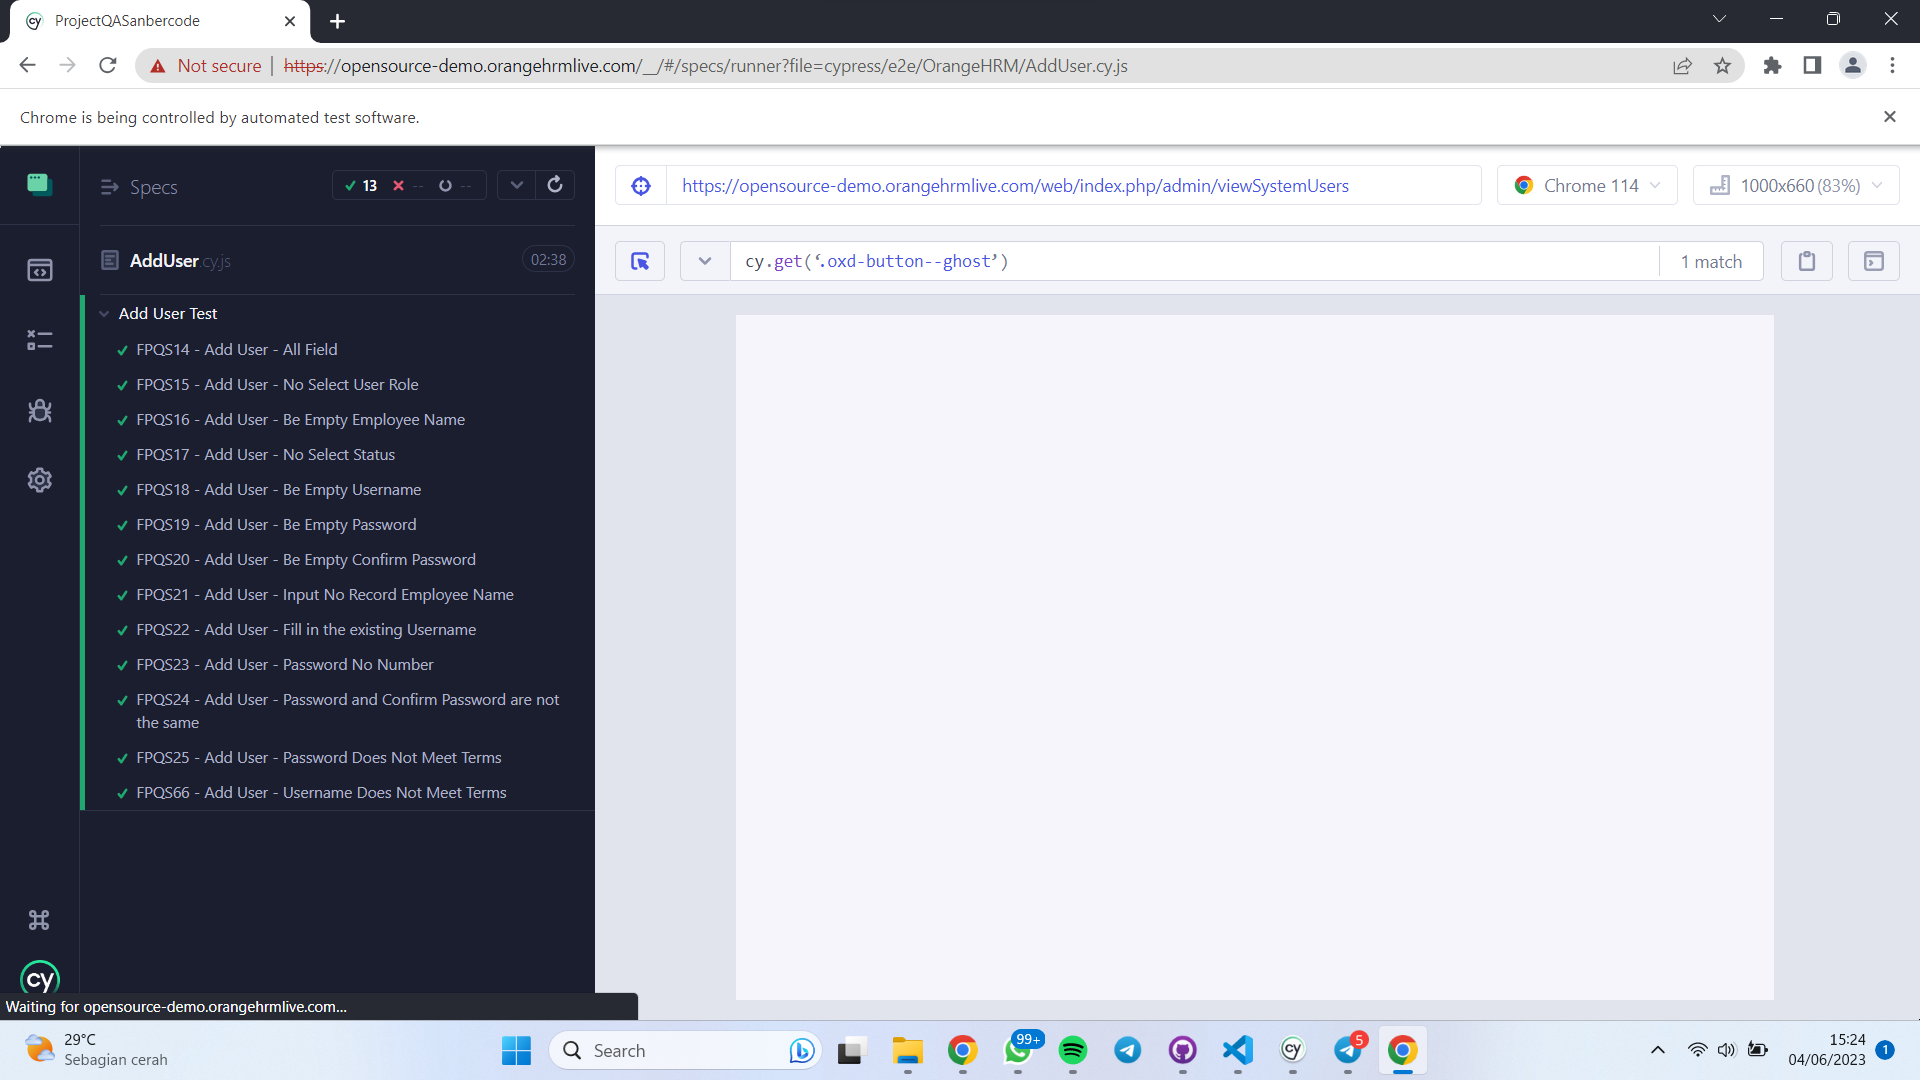 cy ProjectQASanbercode
Not secure https://opensource-demo.orangehrmlive.com/__/#/specs/runner?file=cypress/e2e/OrangeHRM/AddUser.cy.js
Chrome is being controlled by automated test software.
Specs 13 -- --
https://opensource-demo.orangehrmlive.com/web/index.php/admin/viewSystemUsers Chrome 114 1000x660 (83%)
AddUser.cy.js 02:38
cy.get(‘.oxd-button--ghost’) 1 match
Add User Test
FPQS14 - Add User - All Field
FPQS15 - Add User - No Select User Role
FPQS16 - Add User - Be Empty Employee Name
FPQS17 - Add User - No Select Status
FPQS18 - Add User - Be Empty Username
FPQS19 - Add User - Be Empty Password
FPQS20 - Add User - Be Empty Confirm Password
FPQS21 - Add User - Input No Record Employee Name
FPQS22 - Add User - Fill in the existing Username
FPQS23 - Add User - Password No Number
FPQS24 - Add User - Password and Confirm Password are not
the same
FPQS25 - Add User - Password Does Not Meet Terms
FPQS66 - Add User - Username Does Not Meet Terms
cy
Waiting for opensource-demo.orangehrmlive.com...
29°C
Sebagian cerah
Search
99+
cy
5
15:24
04/06/2023
1